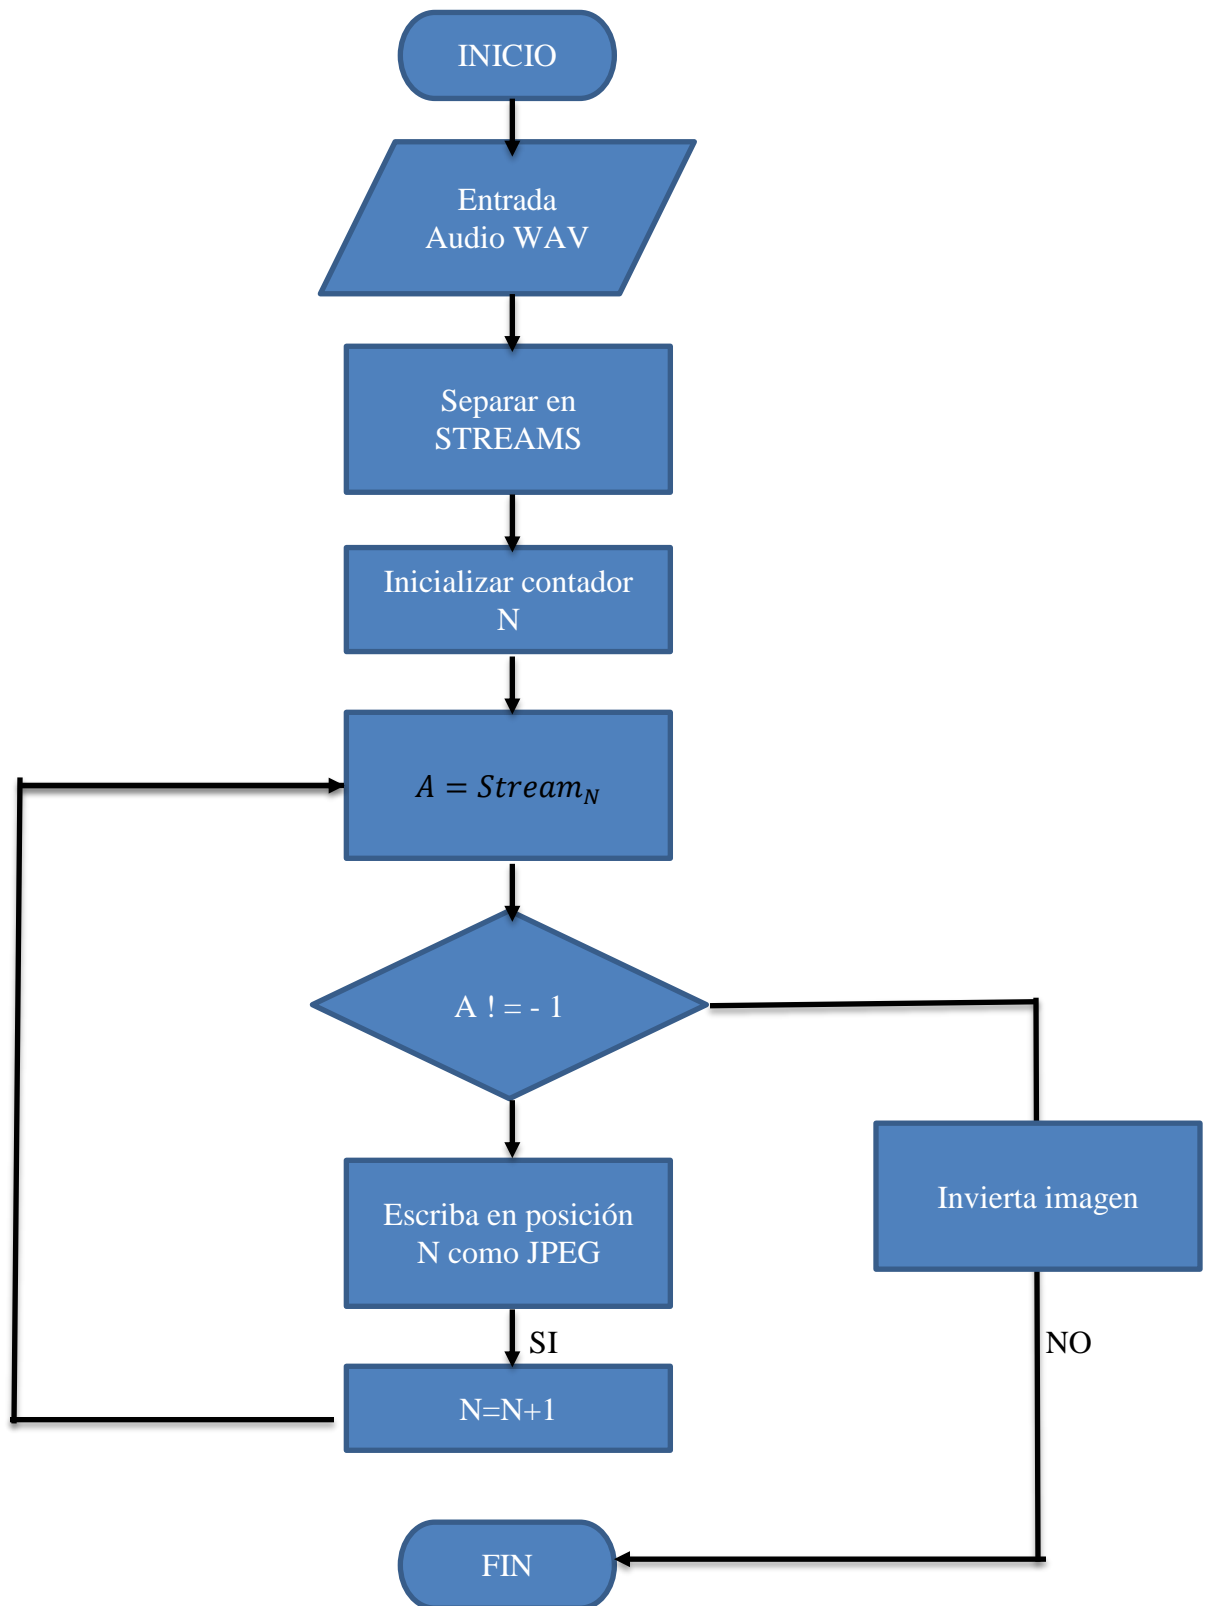 INICIO
Entrada
Audio WAV
Separar en
STREAMS
Inicializar contador
N
A = Stream_N
A ! = - 1
Escriba en posición
N como JPEG
Invierta imagen
SI
NO
N=N+1
FIN